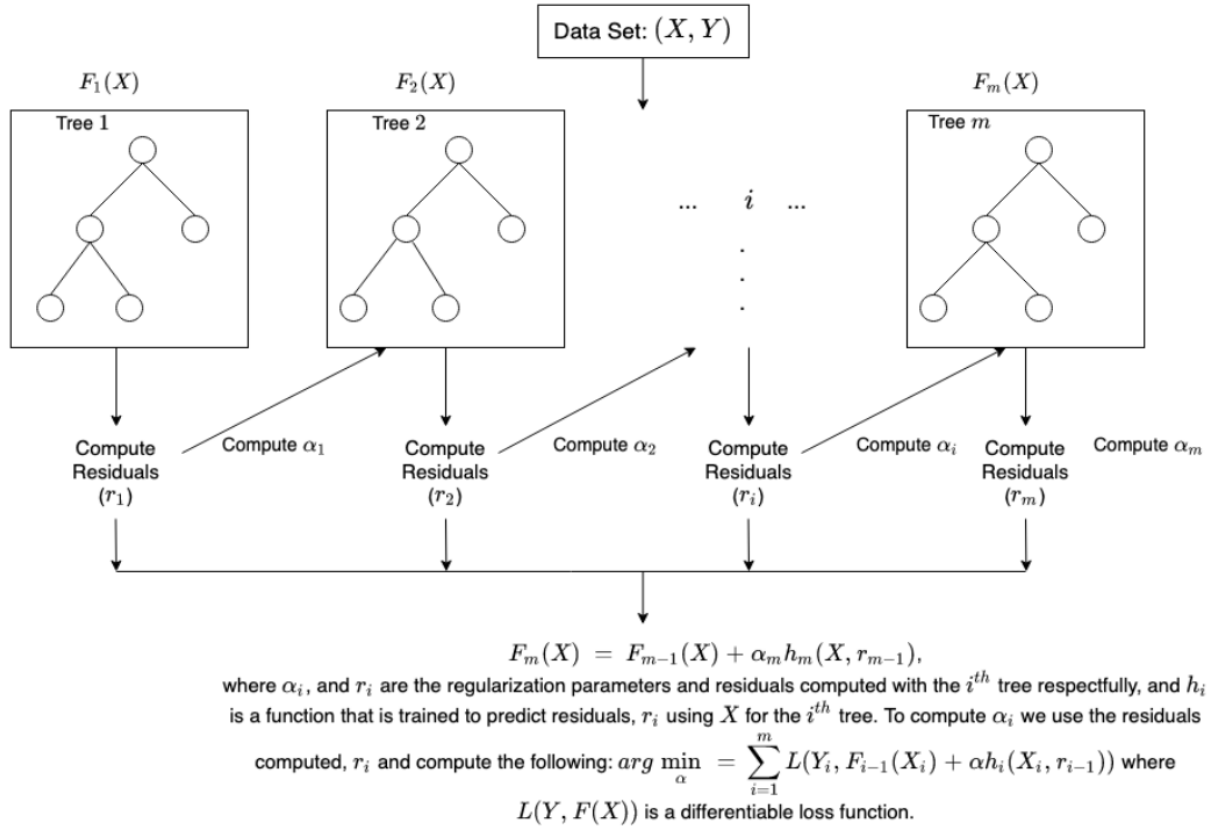 Data Set: (X, Y)
F₁(X) F₂(X) Fₘ(X)
Tree 1 Tree 2 Tree m
... i ...
.
.
.
Compute Residuals (r₁)
Compute α₁
Compute Residuals (r₂)
Compute α₂
Compute Residuals (rᵢ)
Compute αᵢ
Compute Residuals (rₘ)
Compute αₘ
Fₘ(X) = Fₘ₋₁(X) + αₘhₘ(X, rₘ₋₁),
where αᵢ, and rᵢ are the regularization parameters and residuals computed with the iᵗʰ tree respectfully, and hᵢ
is a function that is trained to predict residuals, rᵢ using X for the iᵗʰ tree. To compute αᵢ we use the residuals
computed, rᵢ and compute the following: arg min_α = ∑_{i=1}^{m} L(Yᵢ, Fᵢ₋₁(Xᵢ) + αhᵢ(Xᵢ, rᵢ₋₁)) where
L(Y, F(X)) is a differentiable loss function.